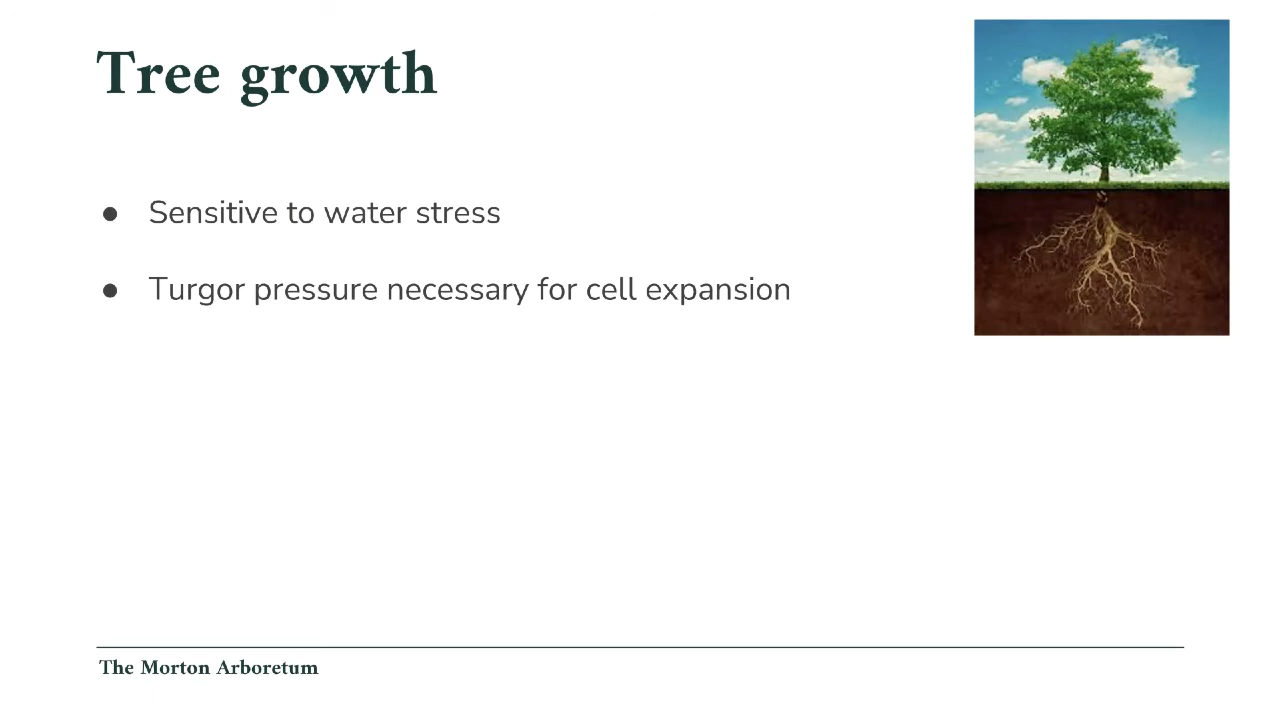 Tree growth
● Sensitive to water stress
● Turgor pressure necessary for cell expansion
The Morton Arboretum